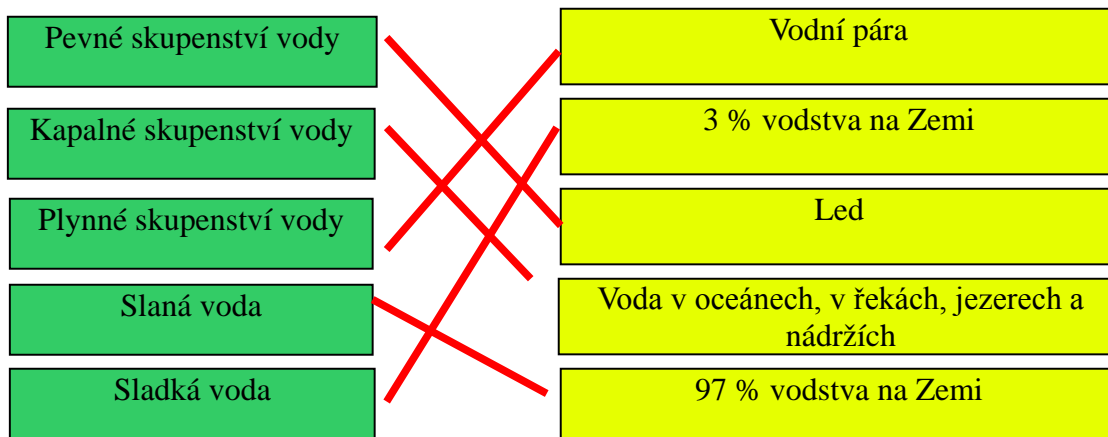 Pevné skupenství vody
Vodní pára
Kapalné skupenství vody
3 % vodstva na Zemi
Plynné skupenství vody
Led
Slaná voda
Voda v oceánech, v řekách, jezerech a
nádržích
Sladká voda
97 % vodstva na Zemi